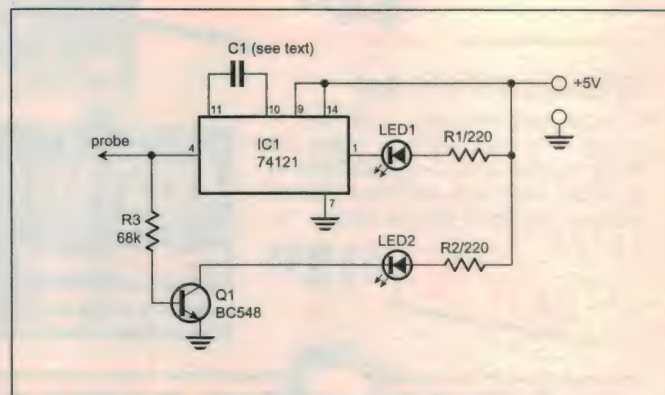 C1 (see text)
11
10
9
14
+5V
probe
4
IC1
74121
1
LED1
R1/220
7
R3
68k
LED2
R2/220
Q1
BC548